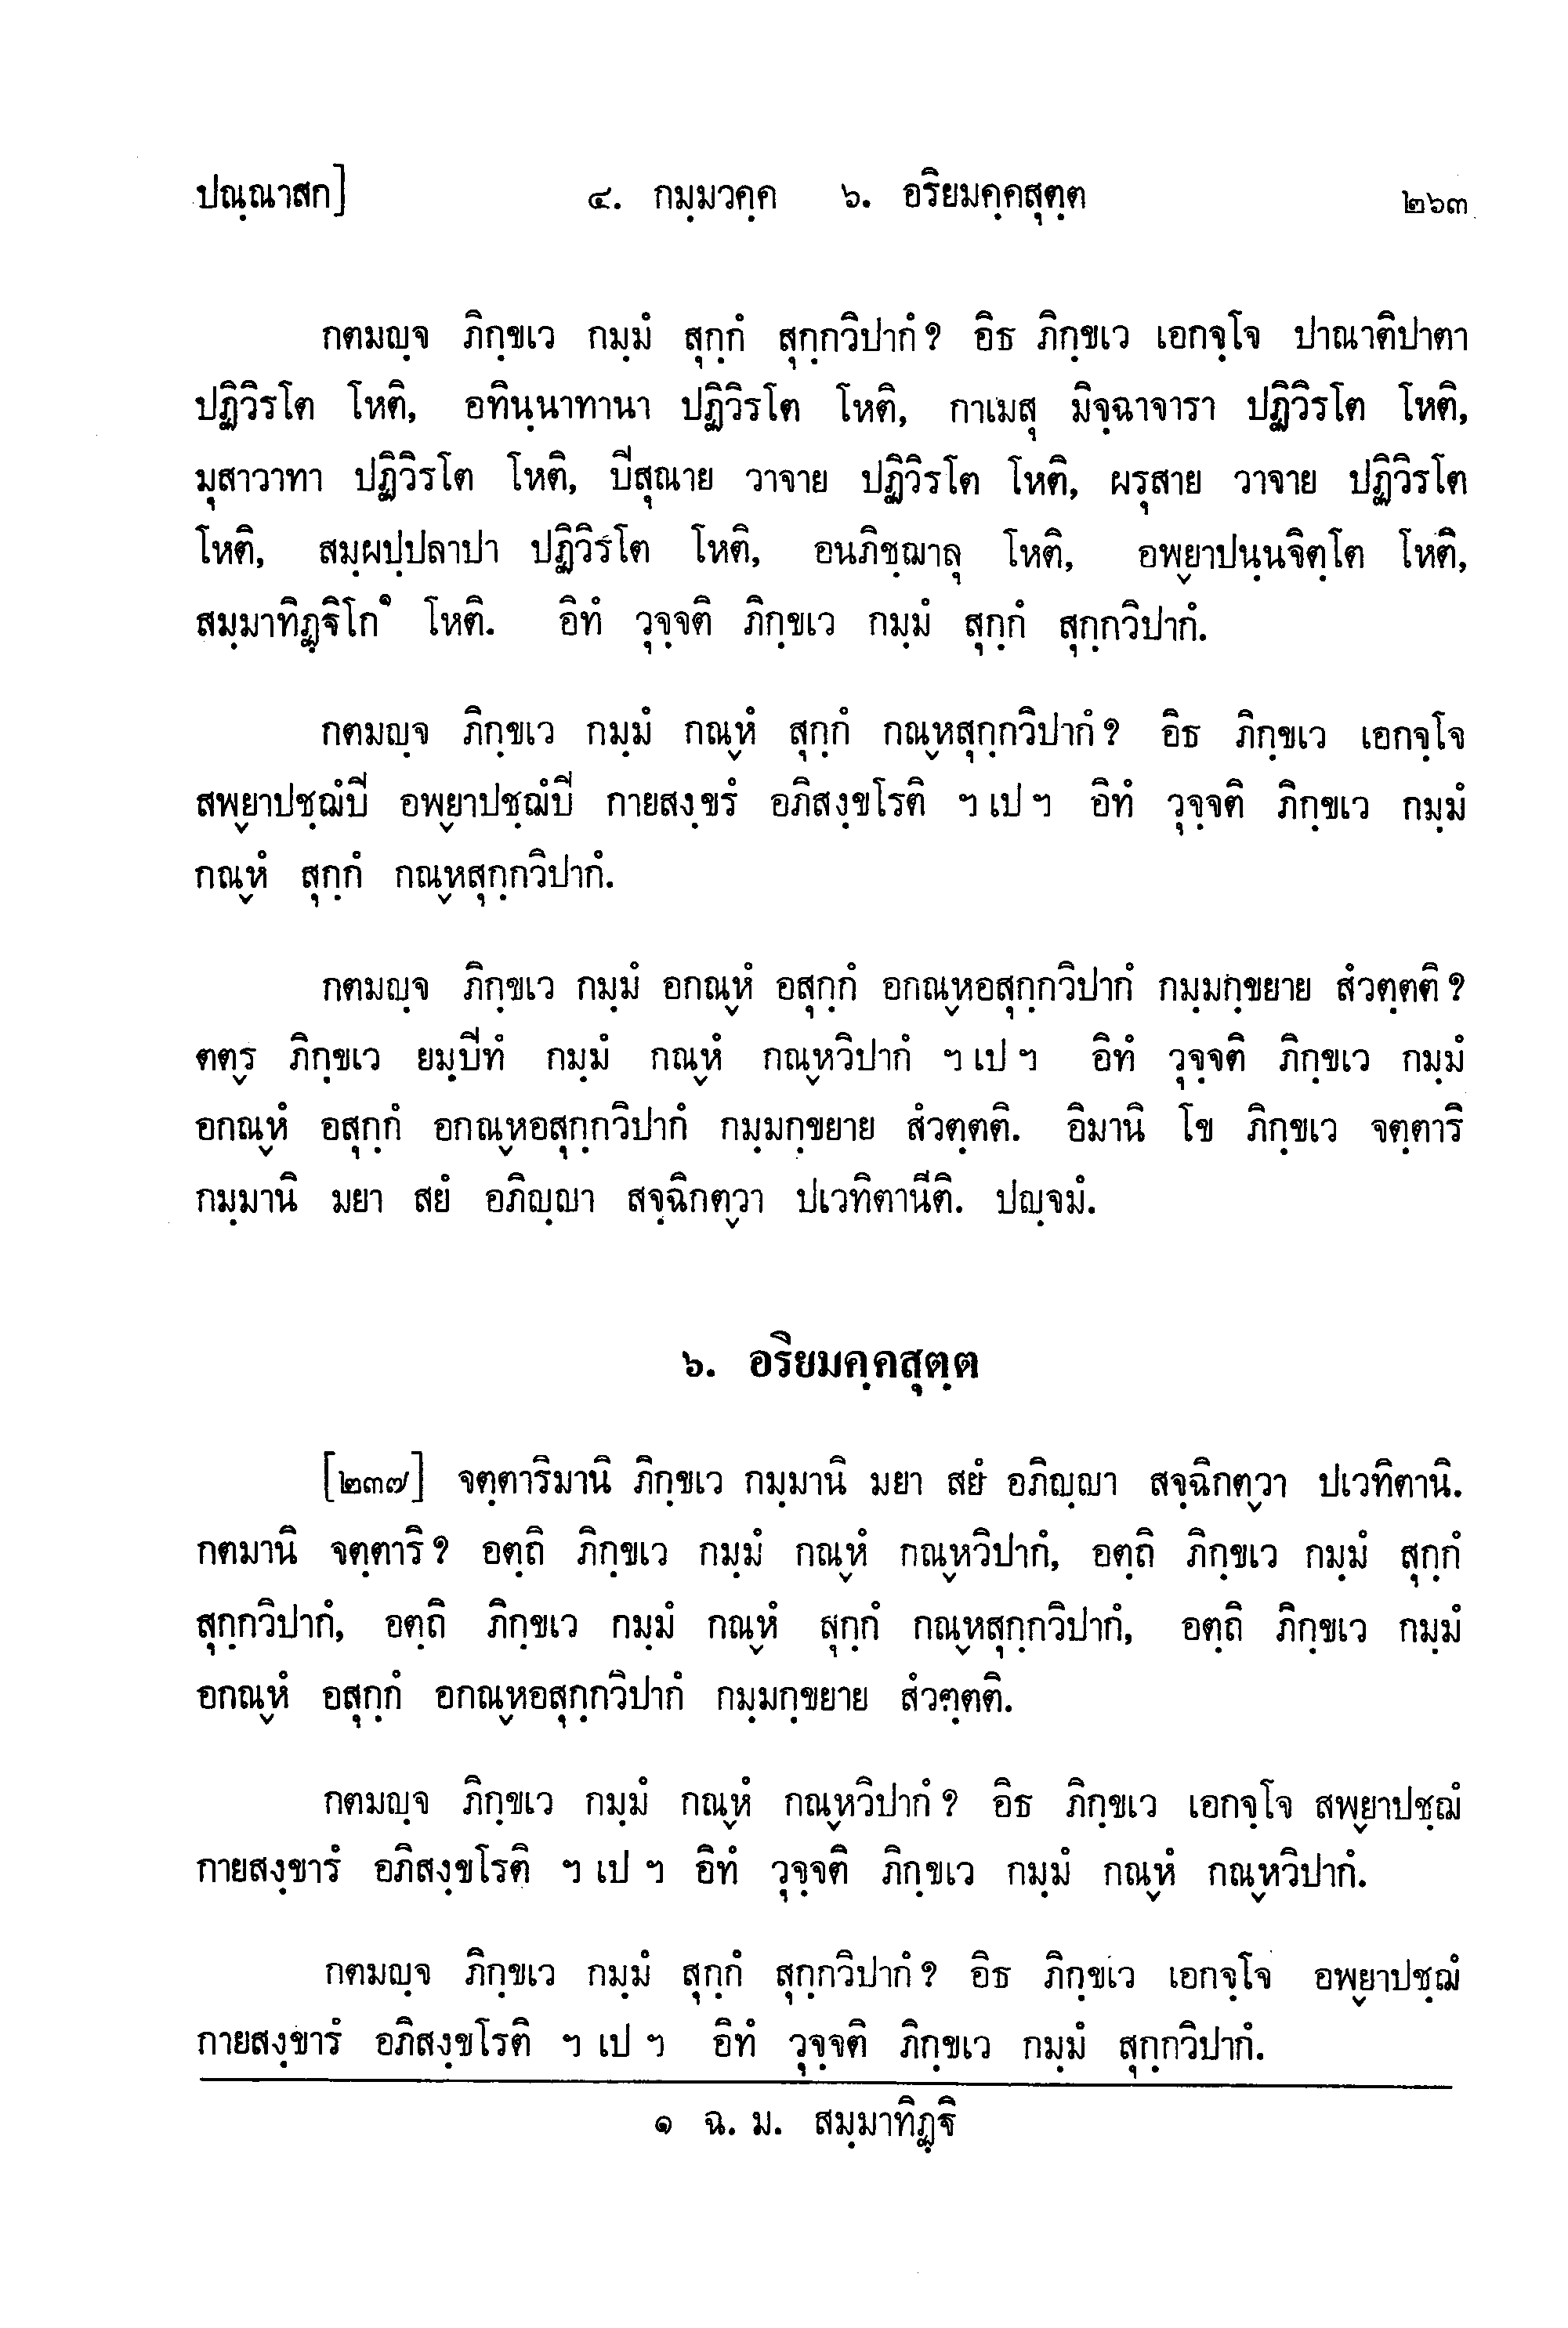 ปณฺณาสก] ๔. กมฺมวคฺค ๖. อริยมคฺคสุตฺต ๒๖๓
กตมญฺจ ภิกฺขเว กมฺมํ สุกฺกํ สุกฺกวิปากํ? อิธ ภิกฺขเว เอกจฺโจ ปาณาติปาตา
ปฏิวิรโต โหติ, อทินฺนาทานา ปฏิวิรโต โหติ, กาเมสุ มิจฺฉาจารา ปฏิวิรโต โหติ,
มุสาวาทา ปฏิวิรโต โหติ, ปิสุณาย วาจาย ปฏิวิรโต โหติ, ผรุสาย วาจาย ปฏิวิรโต
โหติ, สมฺผปฺปลาปา ปฏิวิรโต โหติ, อนภิชฺฌาลุ โหติ, อพ๎ยาปนฺนจิตฺโต โหติ,
สมฺมาทิฏฺฐิโก๑ โหติ. อิทํ วุจฺจติ ภิกฺขเว กมฺมํ สุกฺกํ สุกฺกวิปากํ.
กตมญฺจ ภิกฺขเว กมฺมํ กณ๎หํ สุกฺกํ กณ๎หสุกฺกวิปากํ? อิธ ภิกฺขเว เอกจฺโจ
สพ๎ยาปชฺฌํปิ อพ๎ยาปชฺฌํปิ กายสงฺขรํ อภิสงฺขโรติ ฯ เป ฯ อิทํ วุจฺจติ ภิกฺขเว กมฺมํ
กณ๎หํ สุกฺกํ กณ๎หสุกฺกวิปากํ.
กตมญฺจ ภิกฺขเว กมฺมํ อกณ๎หํ อสุกฺกํ อกณ๎หอสุกฺกวิปากํ กมฺมกฺขยาย สํวตฺตติ?
ตต๎ร ภิกฺขเว ยมฺปิทํ กมฺมํ กณ๎หํ กณ๎หวิปากํ ฯ เป ฯ อิทํ วุจฺจติ ภิกฺขเว กมฺมํ
อกณ๎หํ อสุกฺกํ อกณ๎หอสุกฺกวิปากํ กมฺมกฺขยาย สํวตฺตติ. อิมานิ โข ภิกฺขเว จตฺตาริ
กมฺมานิ มยา สยํ อภิญฺญา สจฺฉิกต๎วา ปเวทิตานีติ. ปญฺจมํ.
๖. อริยมคฺคสุตฺต
[๒๓๗] จตฺตาริมานิ ภิกฺขเว กมฺมานิ มยา สยํ อภิญฺญา สจฺฉิกต๎วา ปเวทิตานิ.
กตมานิ จตฺตาริ? อตฺถิ ภิกฺขเว กมฺมํ กณ๎หํ กณ๎หวิปากํ, อตฺถิ ภิกฺขเว กมฺมํ สุกฺกํ
สุกฺกวิปากํ, อตฺถิ ภิกฺขเว กมฺมํ กณ๎หํ สุกฺกํ กณ๎หสุกฺกวิปากํ, อตฺถิ ภิกฺขเว กมฺมํ
อกณ๎หํ อสุกฺกํ อกณ๎หอสุกฺกวิปากํ กมฺมกฺขยาย สํวตฺตติ.
กตมญฺจ ภิกฺขเว กมฺมํ กณ๎หํ กณ๎หวิปากํ? อิธ ภิกฺขเว เอกจฺโจ สพ๎ยาปชฺฌํ
กายสงฺขารํ อภิสงฺขโรติ ฯ เป ฯ อิทํ วุจฺจติ ภิกฺขเว กมฺมํ กณ๎หํ กณ๎หวิปากํ.
กตมญฺจ ภิกฺขเว กมฺมํ สุกฺกํ สุกฺกวิปากํ? อิธ ภิกฺขเว เอกจฺโจ อพ๎ยาปชฺฌํ
กายสงฺขารํ อภิสงฺขโรติ ฯ เป ฯ อิทํ วุจฺจติ ภิกฺขเว กมฺมํ สุกฺกวิปากํ.
๑ ฉ. ม. สมฺมาทิฏฺฐิ